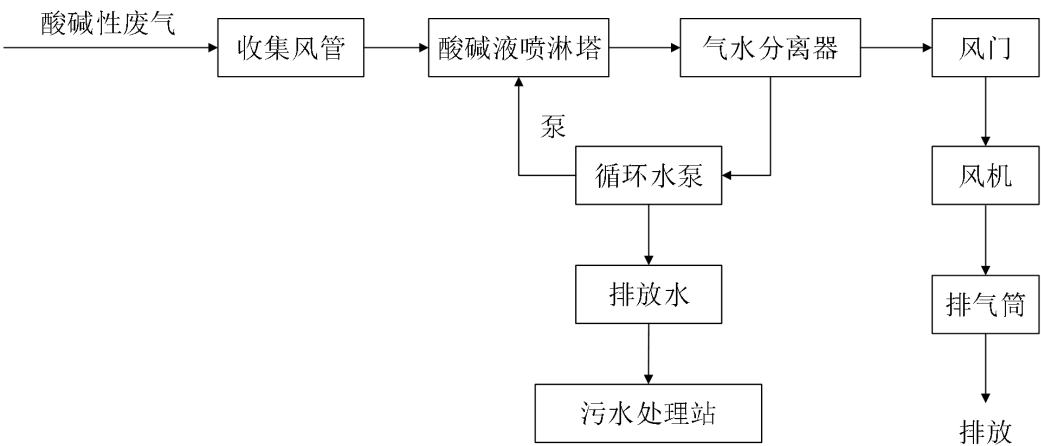 酸碱性废气
收集风管
酸碱液喷淋塔
气水分离器
风门
泵
循环水泵
风机
排放水
排气筒
污水处理站
排放